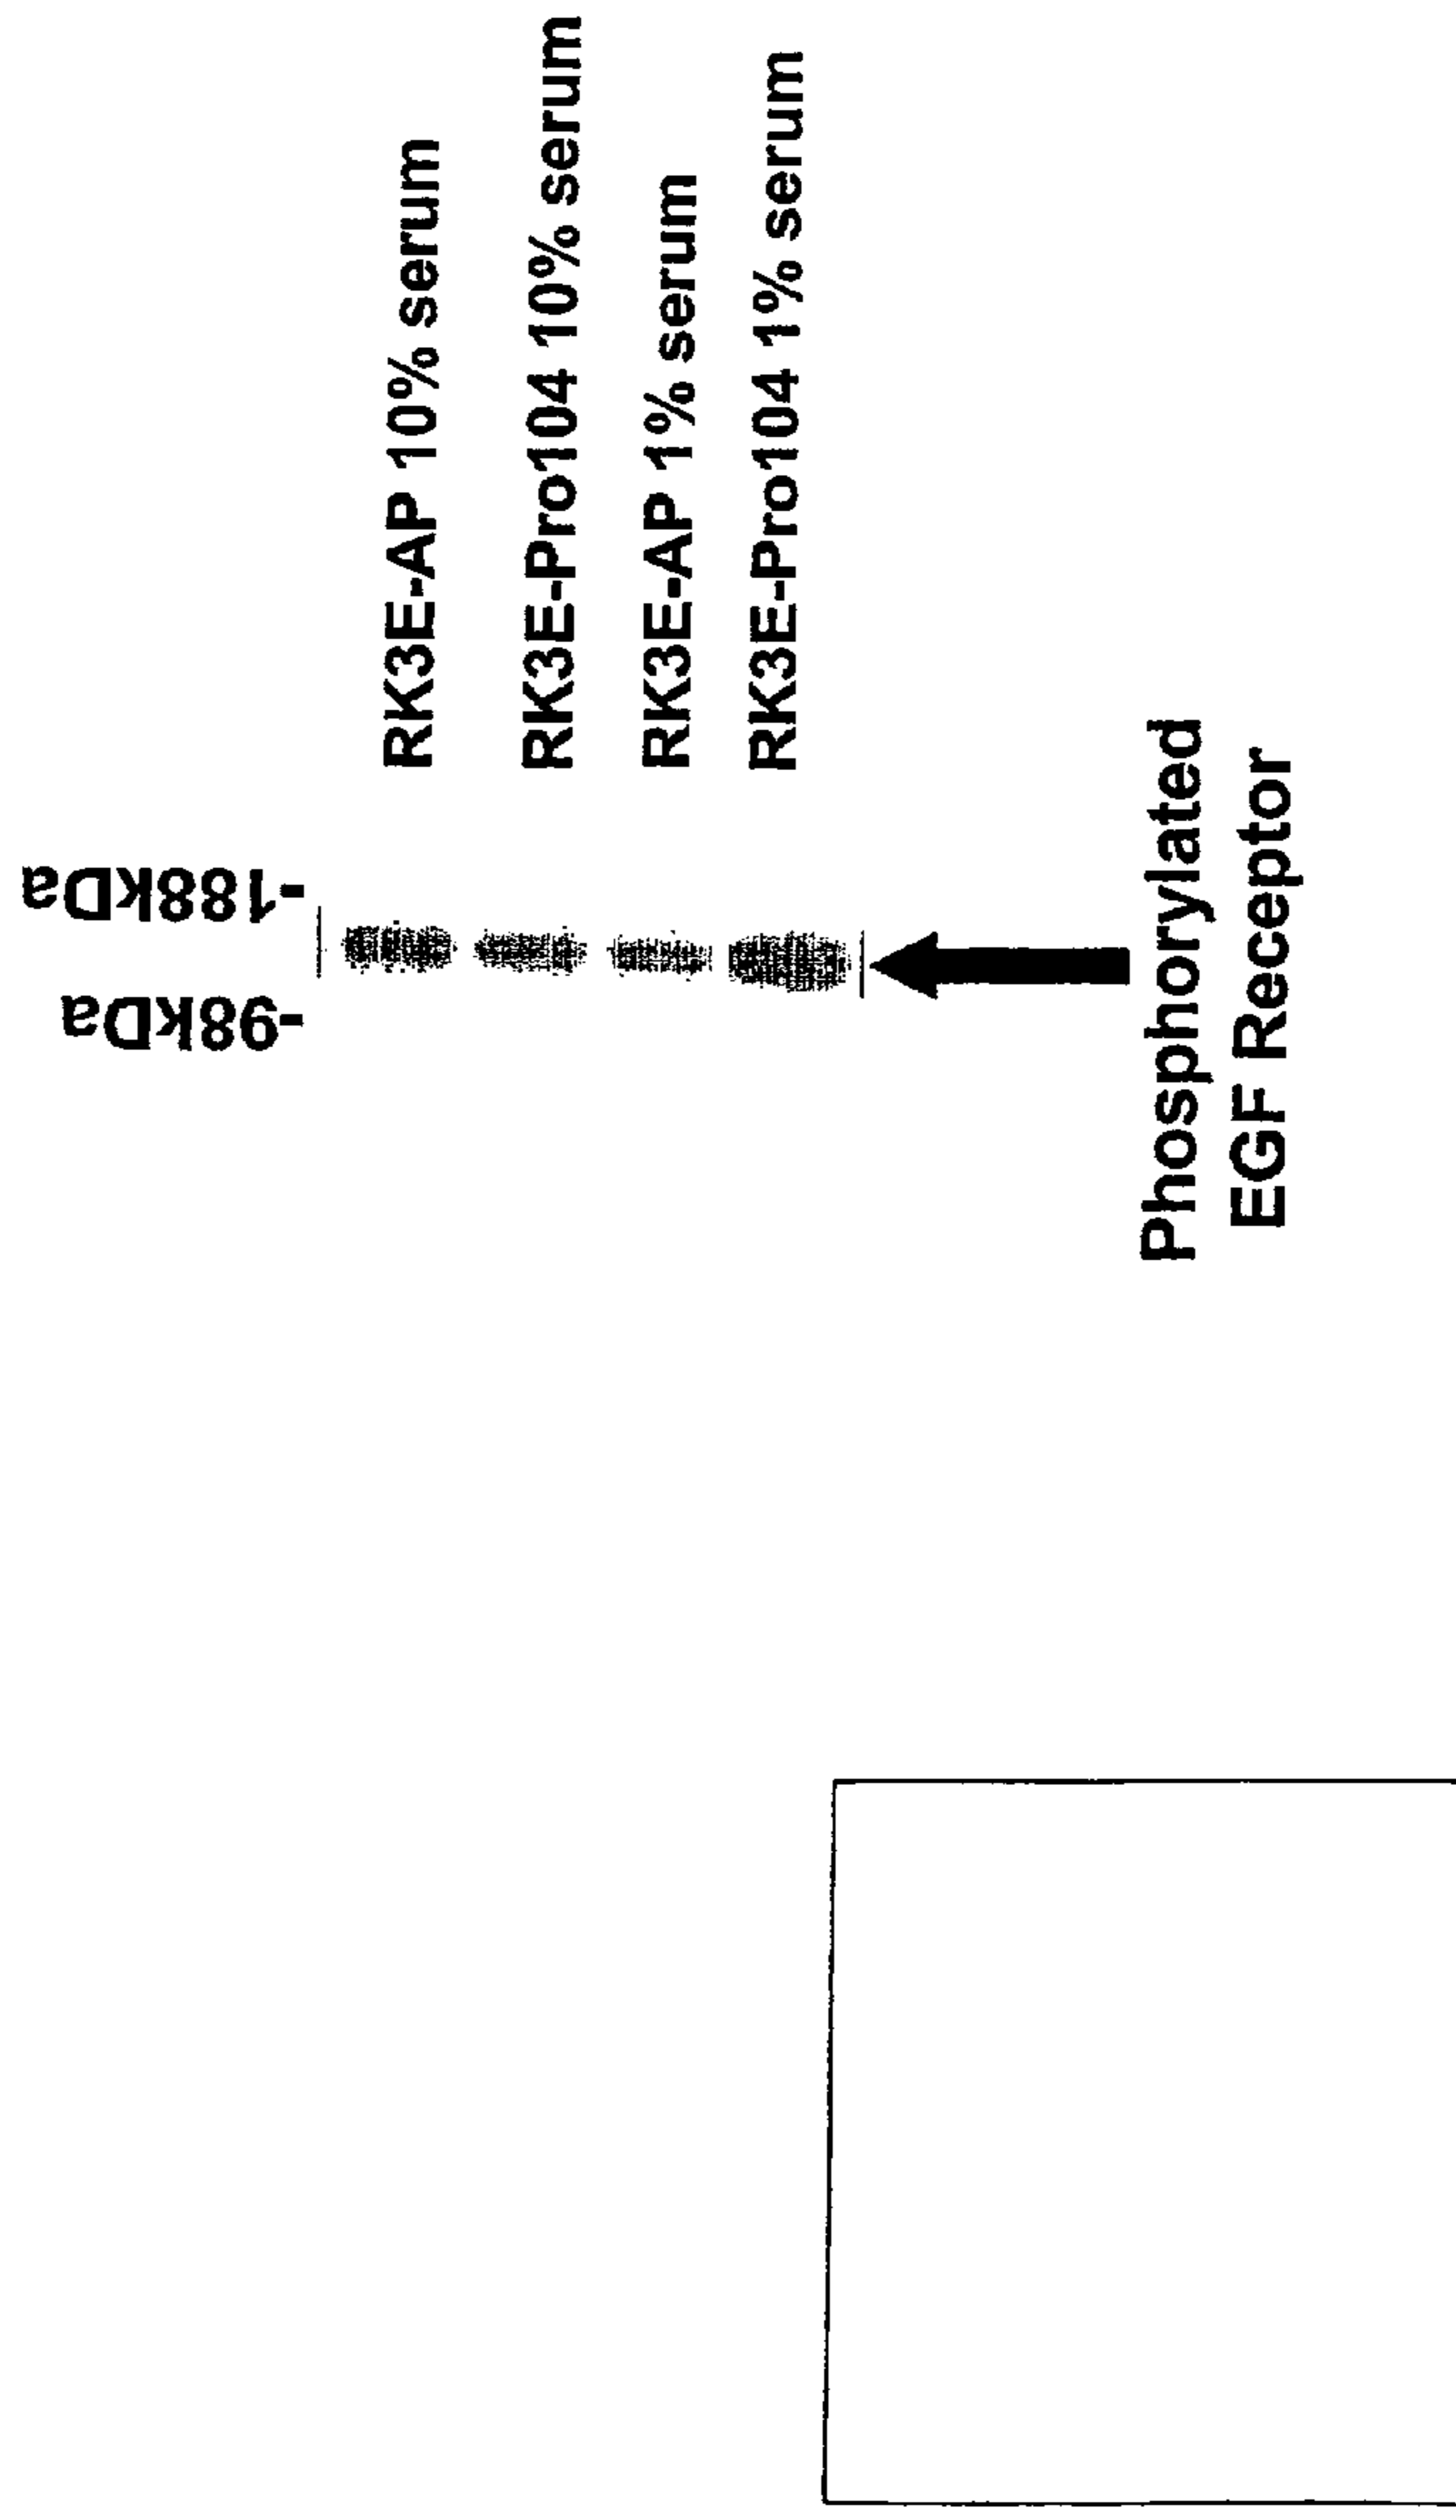 RK3E-AP 10% serum
RK3E-Pro104 10% serum
RK3E-AP 1% serum
RK3E-Pro104 1% serum
-188kDa
-98kDa
Phosphorylated
EGF Receptor